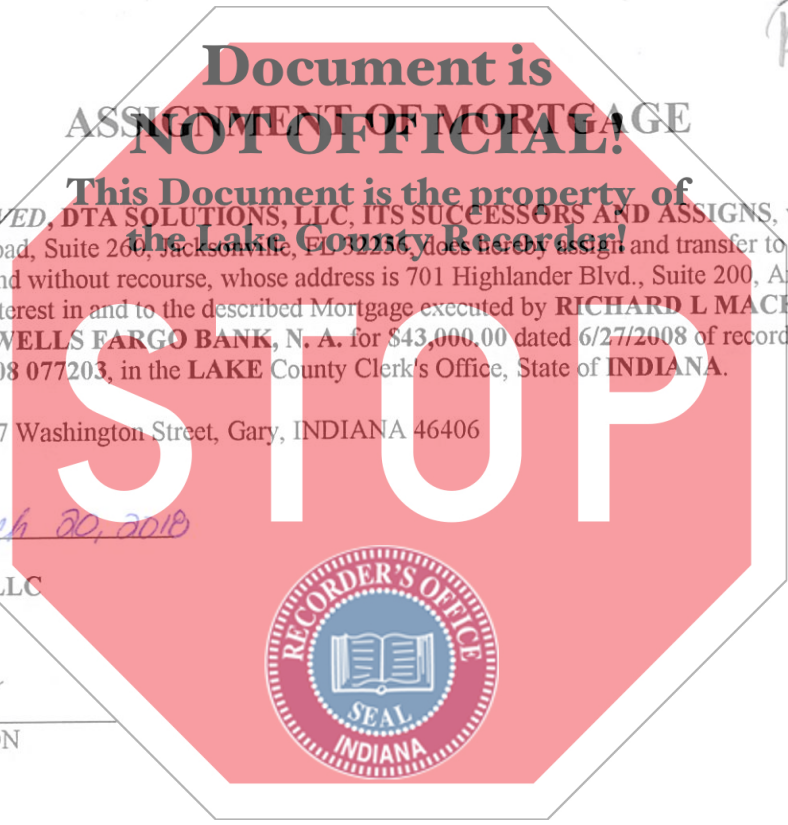 Document is
ASSIGNMENT OF MORTGAGE
NOT OFFICIAL!
This Document is the property of
VED, DTA SOLUTIONS, LLC, ITS SUCCESSORS AND ASSIGNS,
the Lake County Recorder!
oad, Suite 260, Jacksonville, FL 32256, does hereby assign and transfer to
nd without recourse, whose address is 701 Highlander Blvd., Suite 200, A
terest in and to the described Mortgage executed by RICHARD L MACK
WELLS FARGO BANK, N. A. for $43,000.00 dated 6/27/2008 of record
08 077203, in the LAKE County Clerk's Office, State of INDIANA.
STOP
7 Washington Street, Gary, INDIANA 46406
h 20, 2018
LLC
RECORDER'S OFFICE
SEAL
INDIANA
ON